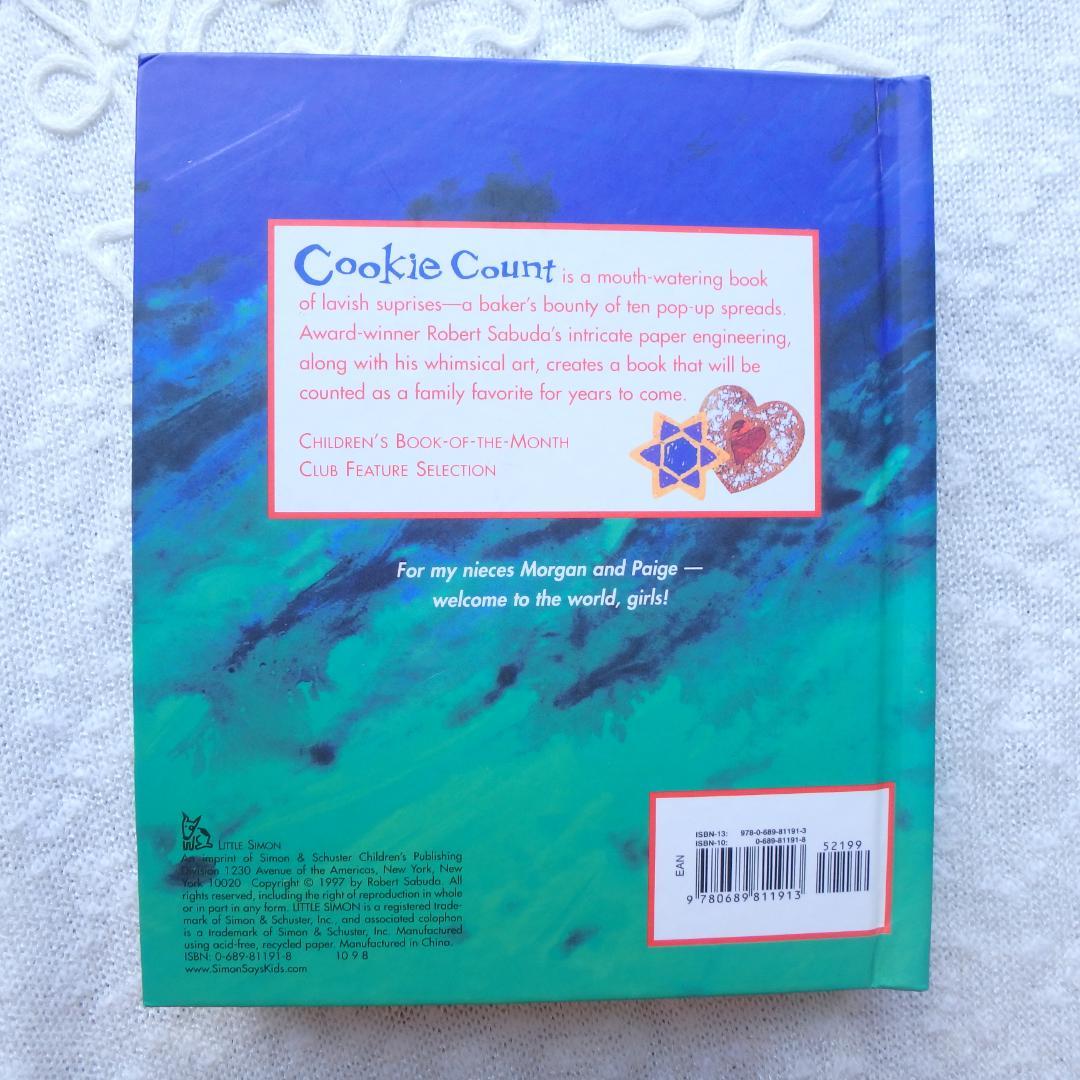 Cookie Count is a mouth-watering book
of lavish suprises—a baker's bounty of ten pop-up spreads.
Award-winner Robert Sabuda's intricate paper engineering,
along with his whimsical art, creates a book that will be
counted as a family favorite for years to come.
CHILDREN'S BOOK-OF-THE-MONTH
CLUB FEATURE SELECTION
For my nieces Morgan and Paige —
welcome to the world, girls!
LITTLE SIMON
An imprint of Simon & Schuster Children's Publishing
Division 1230 Avenue of the Americas, New York, New
York 10020 Copyright © 1997 by Robert Sabuda. All
rights reserved, including the right of reproduction in whole
or in part in any form. LITTLE SIMON is a registered trade-
mark of Simon & Schuster, Inc., and associated colophon
is a trademark of Simon & Schuster, Inc. Manufactured
using acid-free, recycled paper. Manufactured in China.
ISBN: 0-689-81191-8 10 9 8
www.SimonSaysKids.com
ISBN-13: 978-0-689-81191-3
ISBN-10: 0-689-81191-8
52199
EAN
9 780689 811913